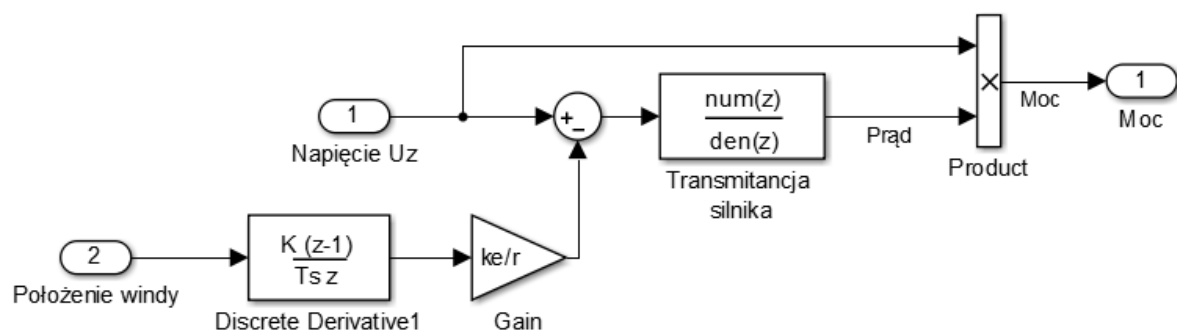 1
Napięcie Uz
+
−
num(z)
den(z)
Transmitancja
silnika
Prąd
×
Product
Moc
1
Moc
2
Położenie windy
K (z-1)
Ts z
Discrete Derivative1
ke/r
Gain